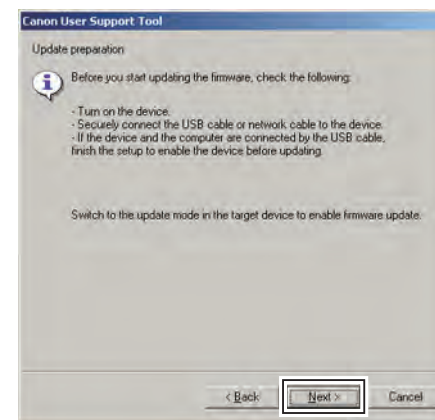 Canon User Support Tool
Update preparation
Before you start updating the firmware, check the following:
- Turn on the device.
- Securely connect the USB cable or network cable to the device.
- If the device and the computer are connected by the USB cable,
finish the setup to enable the device before updating.
Switch to the update mode in the target device to enable firmware update.
< Back
Next >
Cancel